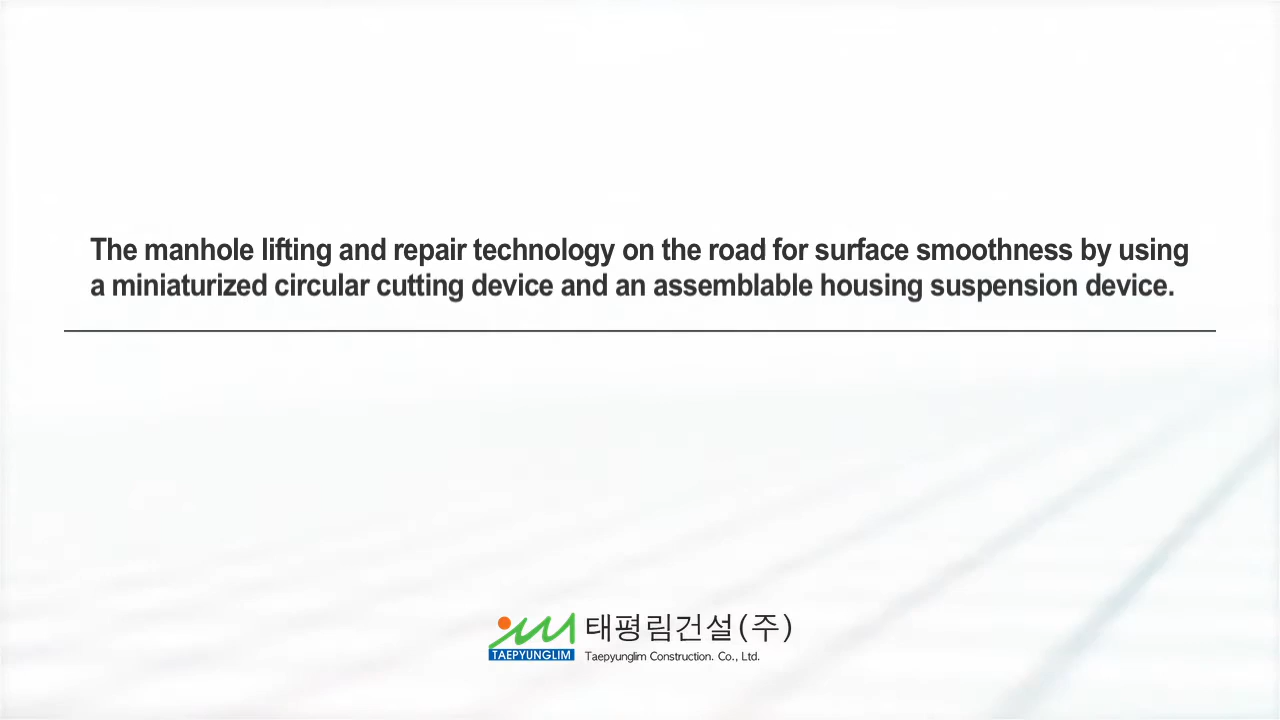 The manhole lifting and repair technology on the road for surface smoothness by using
a miniaturized circular cutting device and an assemblable housing suspension device.
TAEPYUNGLIM
태평림건설(주)
Taepyunglim Construction. Co., Ltd.